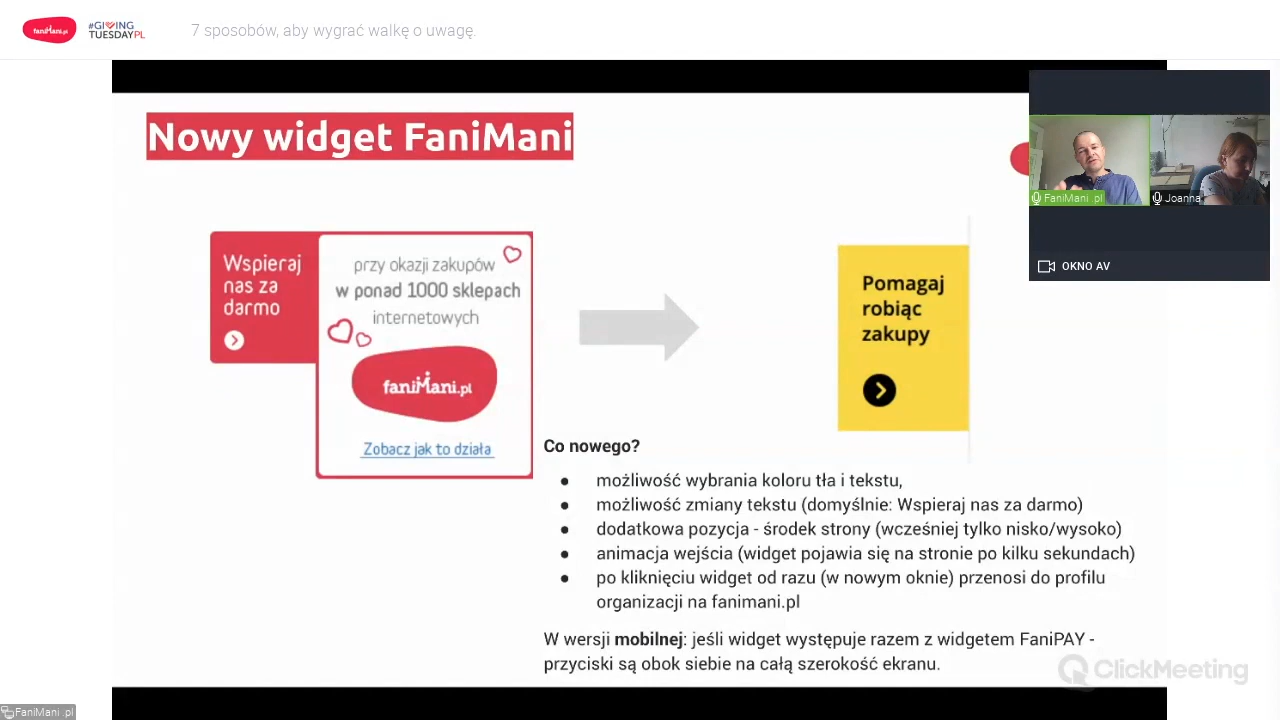 faniMani.pl
#GIVING
TUESDAYPL
7 sposobów, aby wygrać walkę o uwagę.
Nowy widget FaniMani
Wspieraj
nas za
darmo
przy okazji zakupów
w ponad 1000 sklepach
internetowych
faniMani.pl
Zobacz jak to działa
Pomagaj
robiąc
zakupy
FaniMani .pl
Joanna
OKNO AV
Co nowego?
● możliwość wybrania koloru tła i tekstu,
● możliwość zmiany tekstu (domyślnie: Wspieraj nas za darmo)
● dodatkowa pozycja - środek strony (wcześniej tylko nisko/wysoko)
● animacja wejścia (widget pojawia się na stronie po kilku sekundach)
● po kliknięciu widget od razu (w nowym oknie) przenosi do profilu
organizacji na fanimani.pl
W wersji mobilnej: jeśli widget występuje razem z widgetem FaniPAY -
przyciski są obok siebie na całą szerokość ekranu.
ClickMeeting
FaniMani .pl